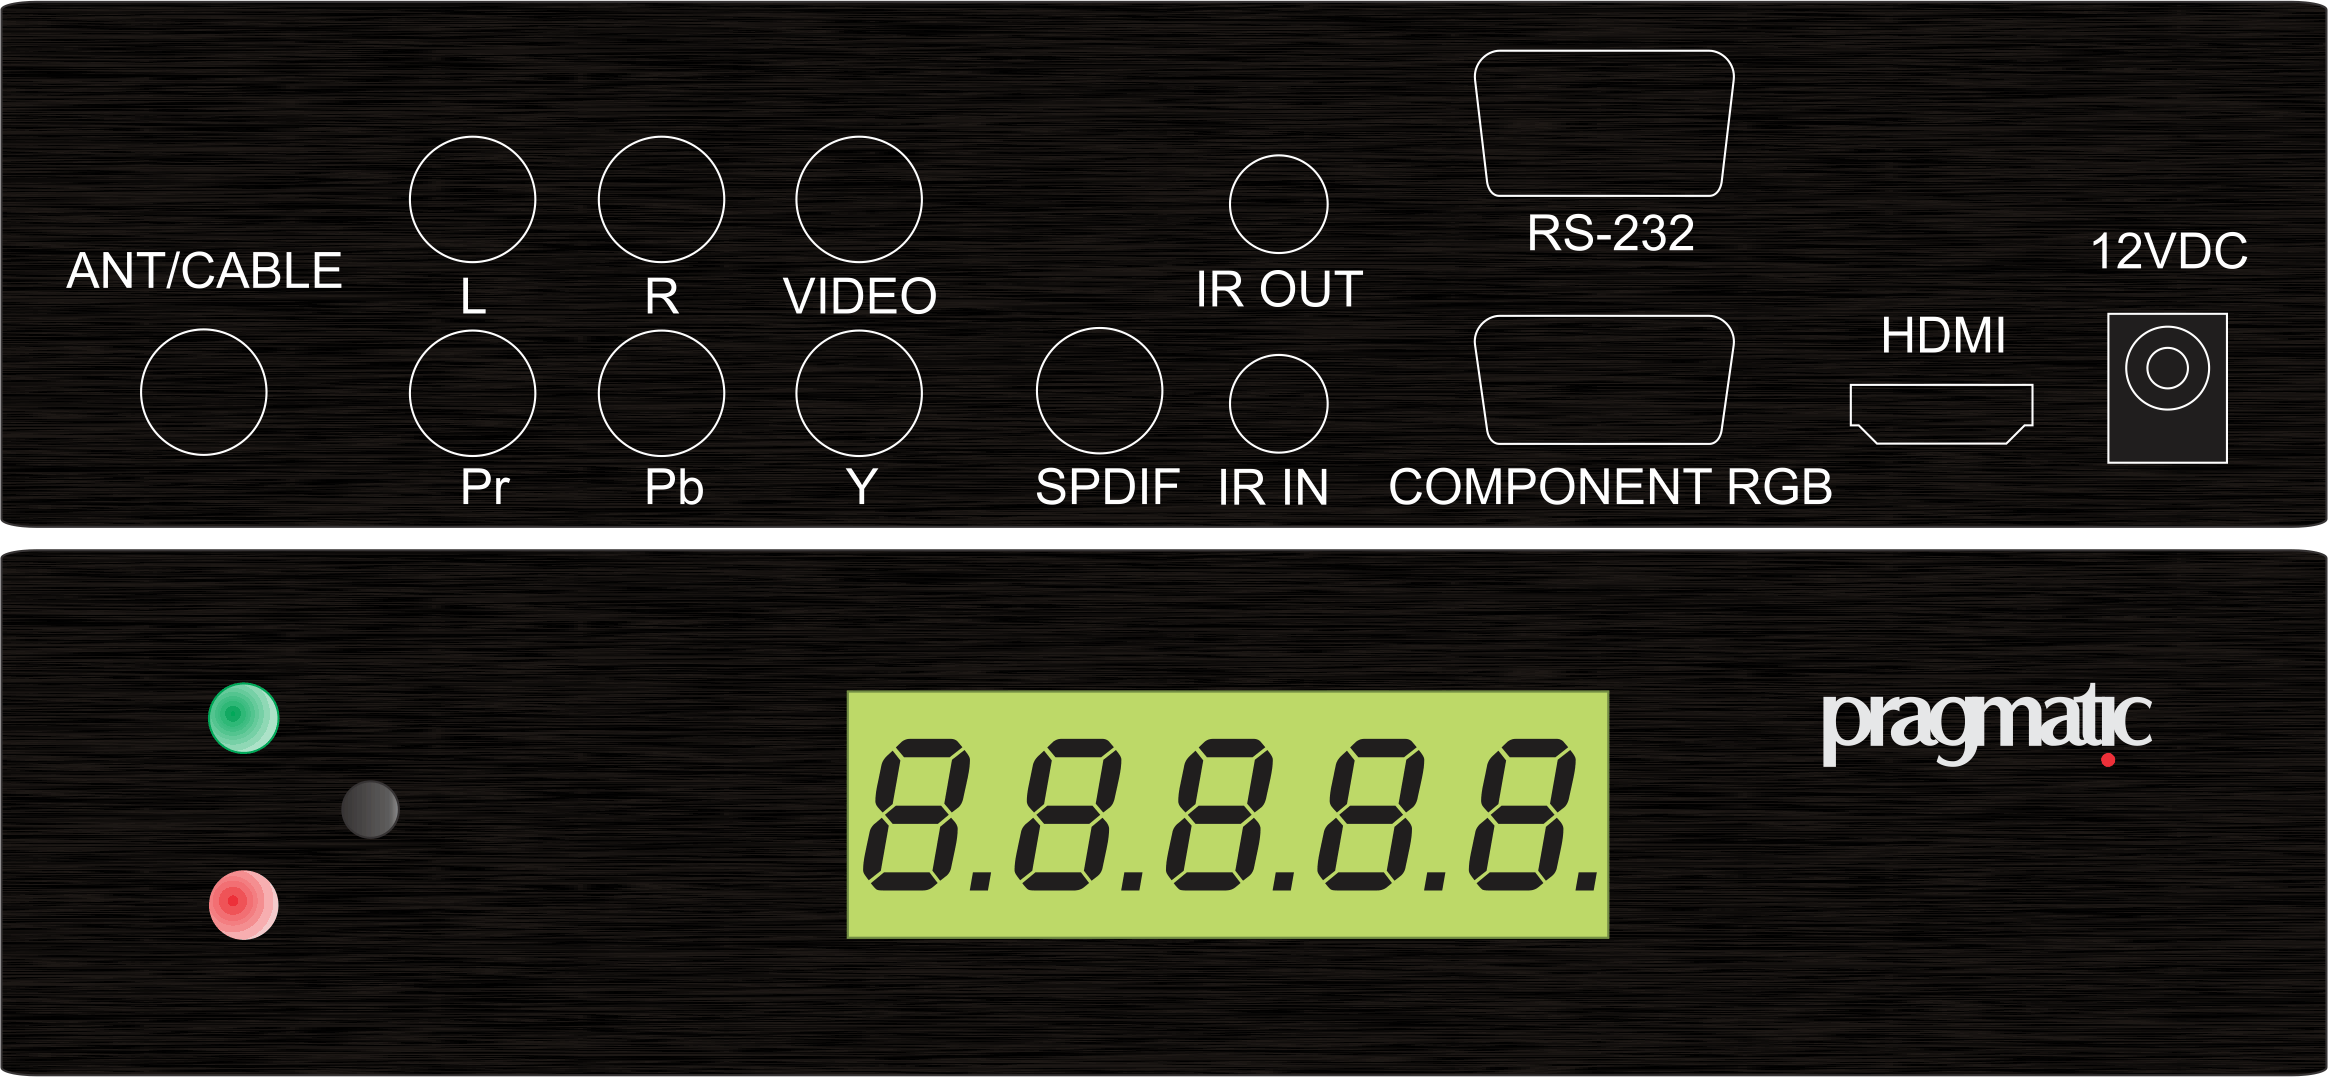 ANT/CABLE
L
R
VIDEO
IR OUT
RS-232
12VDC
HDMI
Pr
Pb
Y
SPDIF
IR IN
COMPONENT RGB
8.8.8.8.8.
pragmatic